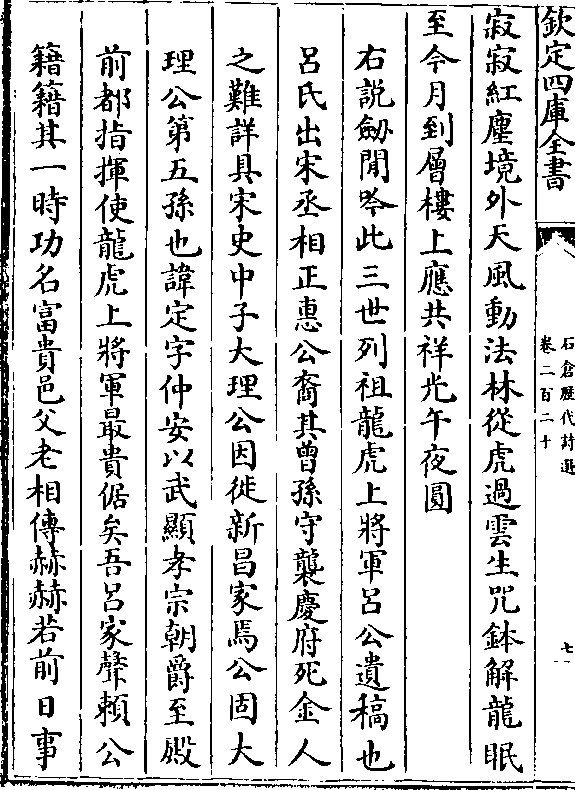 欽定四庫全書
石倉歷代詩選
卷二百二十
七
寂寂紅塵境外天風動法林從虎過雲生咒鉢解龍眠
至今月到層樓上應共祥光午夜圓
右說劒閒吟此三世列祖龍虎上將軍呂公遺稿也
呂氏出宋丞相正惠公裔其曾孫守襲慶府死金人
之難詳具宋史中子大理公因徙新昌家焉公固大
理公第五孫也諱定字仲安以武顯孝宗朝爵至殿
前都指揮使龍虎上將軍最貴倨矣吾呂家聲賴公
籍籍其一時功名富貴邑父老相傳赫赫若前日事